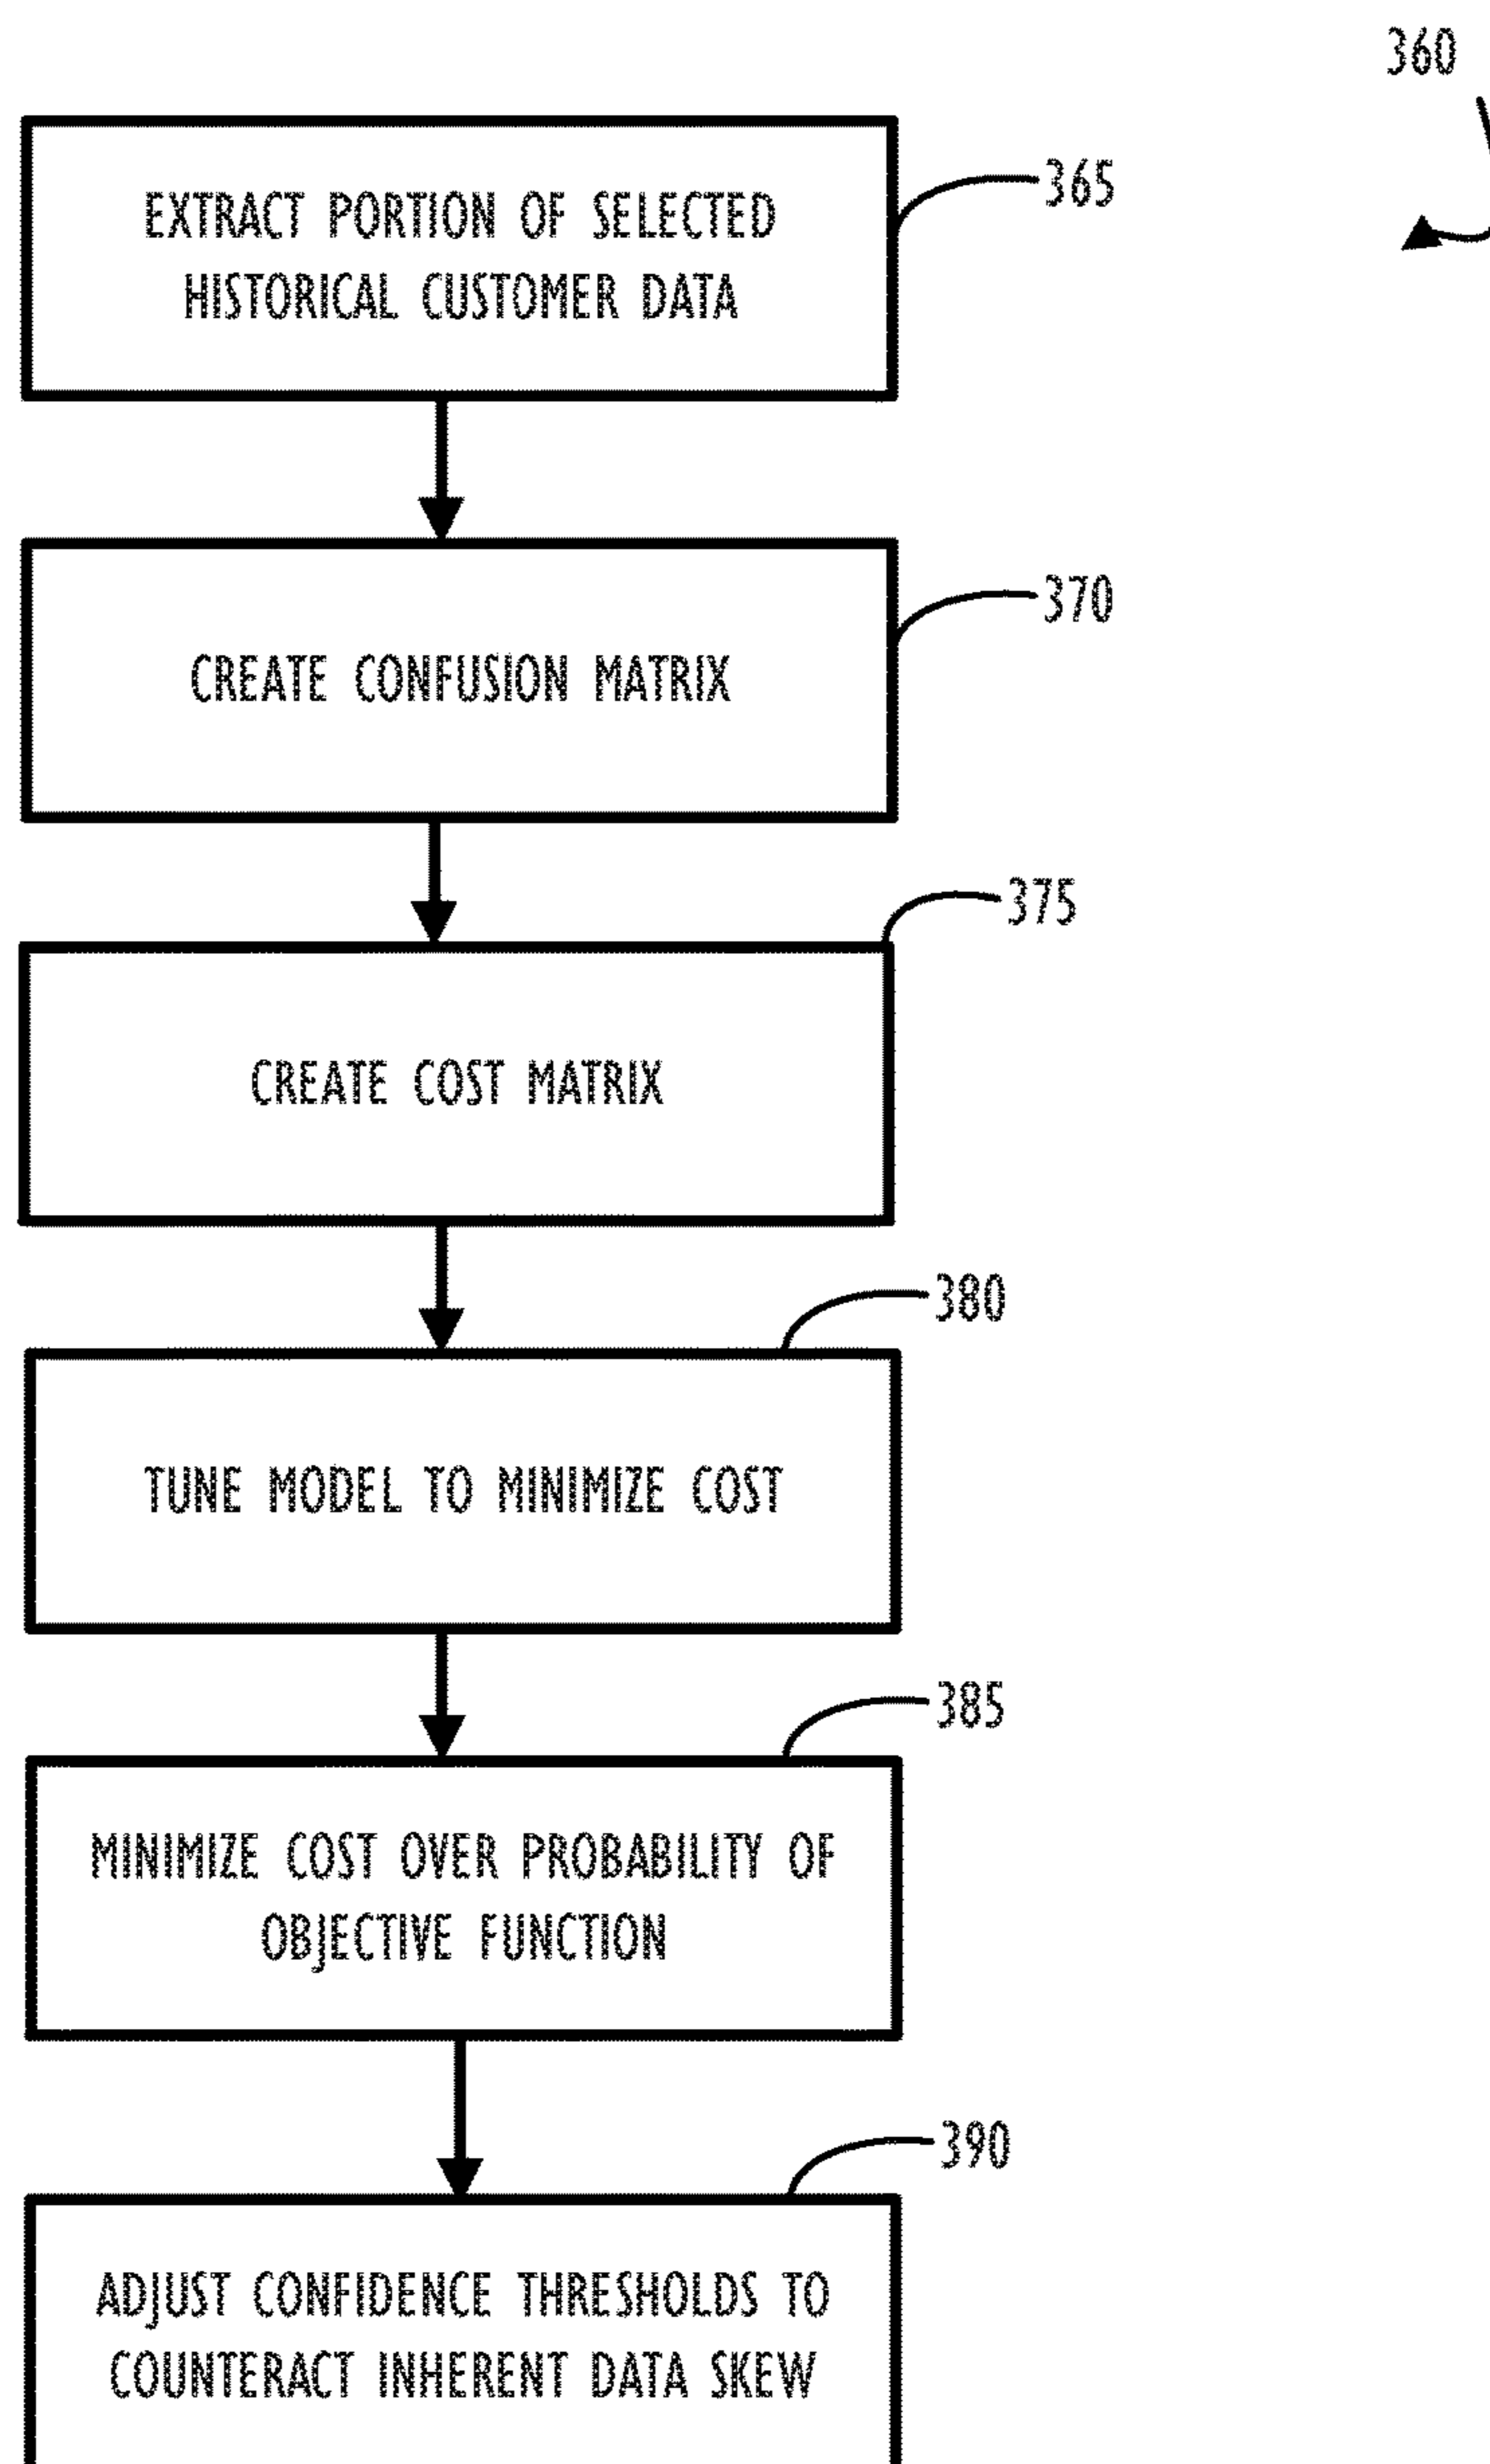 360
EXTRACT PORTION OF SELECTED
HISTORICAL CUSTOMER DATA
365
CREATE CONFUSION MATRIX
370
CREATE COST MATRIX
375
TUNE MODEL TO MINIMIZE COST
380
MINIMIZE COST OVER PROBABILITY OF
OBJECTIVE FUNCTION
385
ADJUST CONFIDENCE THRESHOLDS TO
COUNTERACT INHERENT DATA SKEW
390